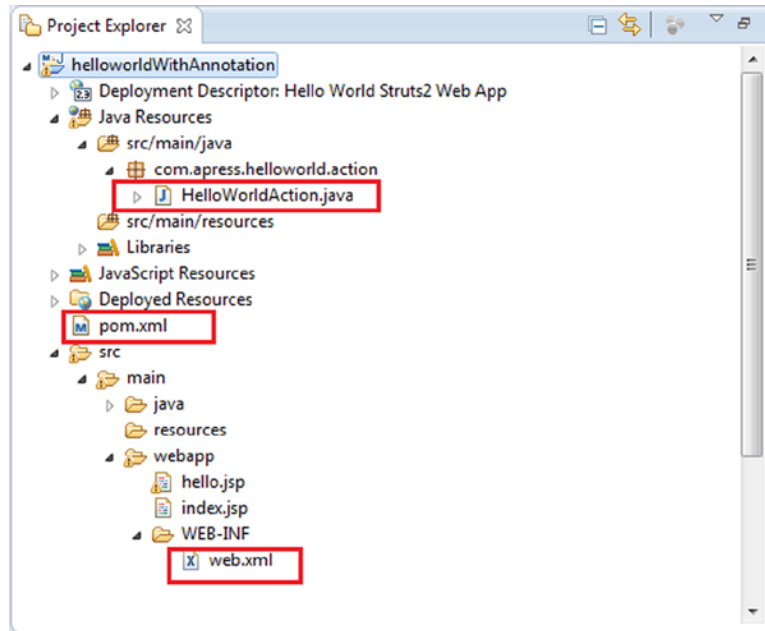 Project Explorer
helloworldWithAnnotation
Deployment Descriptor: Hello World Struts2 Web App
Java Resources
src/main/java
com.apress.helloworld.action
HelloWorldAction.java
src/main/resources
Libraries
JavaScript Resources
Deployed Resources
pom.xml
src
main
java
resources
webapp
hello.jsp
index.jsp
WEB-INF
web.xml